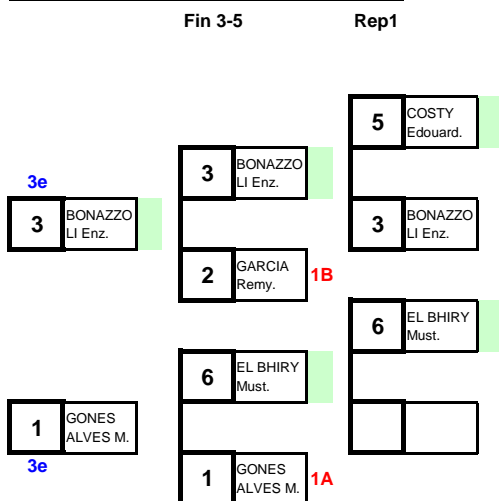 Fin 3-5
Rep1
5
COSTY
Edouard.
3
BONAZZO
LI Enz.
3e
3
BONAZZO
LI Enz.
3
BONAZZO
LI Enz.
2
GARCIA
Remy.
1B
6
EL BHIRY
Must.
6
EL BHIRY
Must.
1
GONES
ALVES M.
3e
1
GONES
ALVES M.
1A